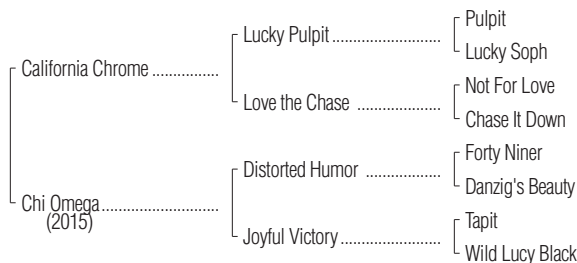 Pulpit
Lucky Pulpit ........................
Lucky Soph
California Chrome ...............
Not For Love
Love the Chase ..................
Chase It Down
Forty Niner
Distorted Humor ................
Danzig's Beauty
Chi Omega ..........................
(2015)
Tapit
Joyful Victory ......................
Wild Lucy Black